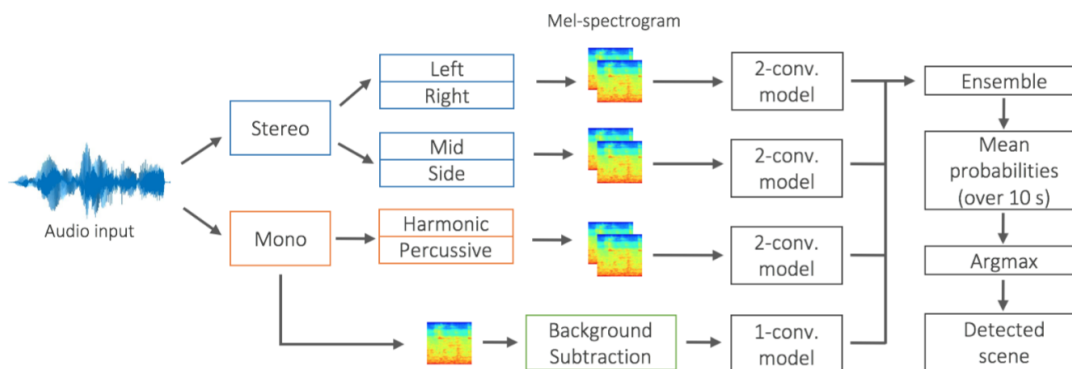 Mel-spectrogram
Audio input
Stereo
Mono
Left
Right
Mid
Side
Harmonic
Percussive
Background
Subtraction
2-conv.
model
2-conv.
model
2-conv.
model
1-conv.
model
Ensemble
Mean
probabilities
(over 10 s)
Argmax
Detected
scene